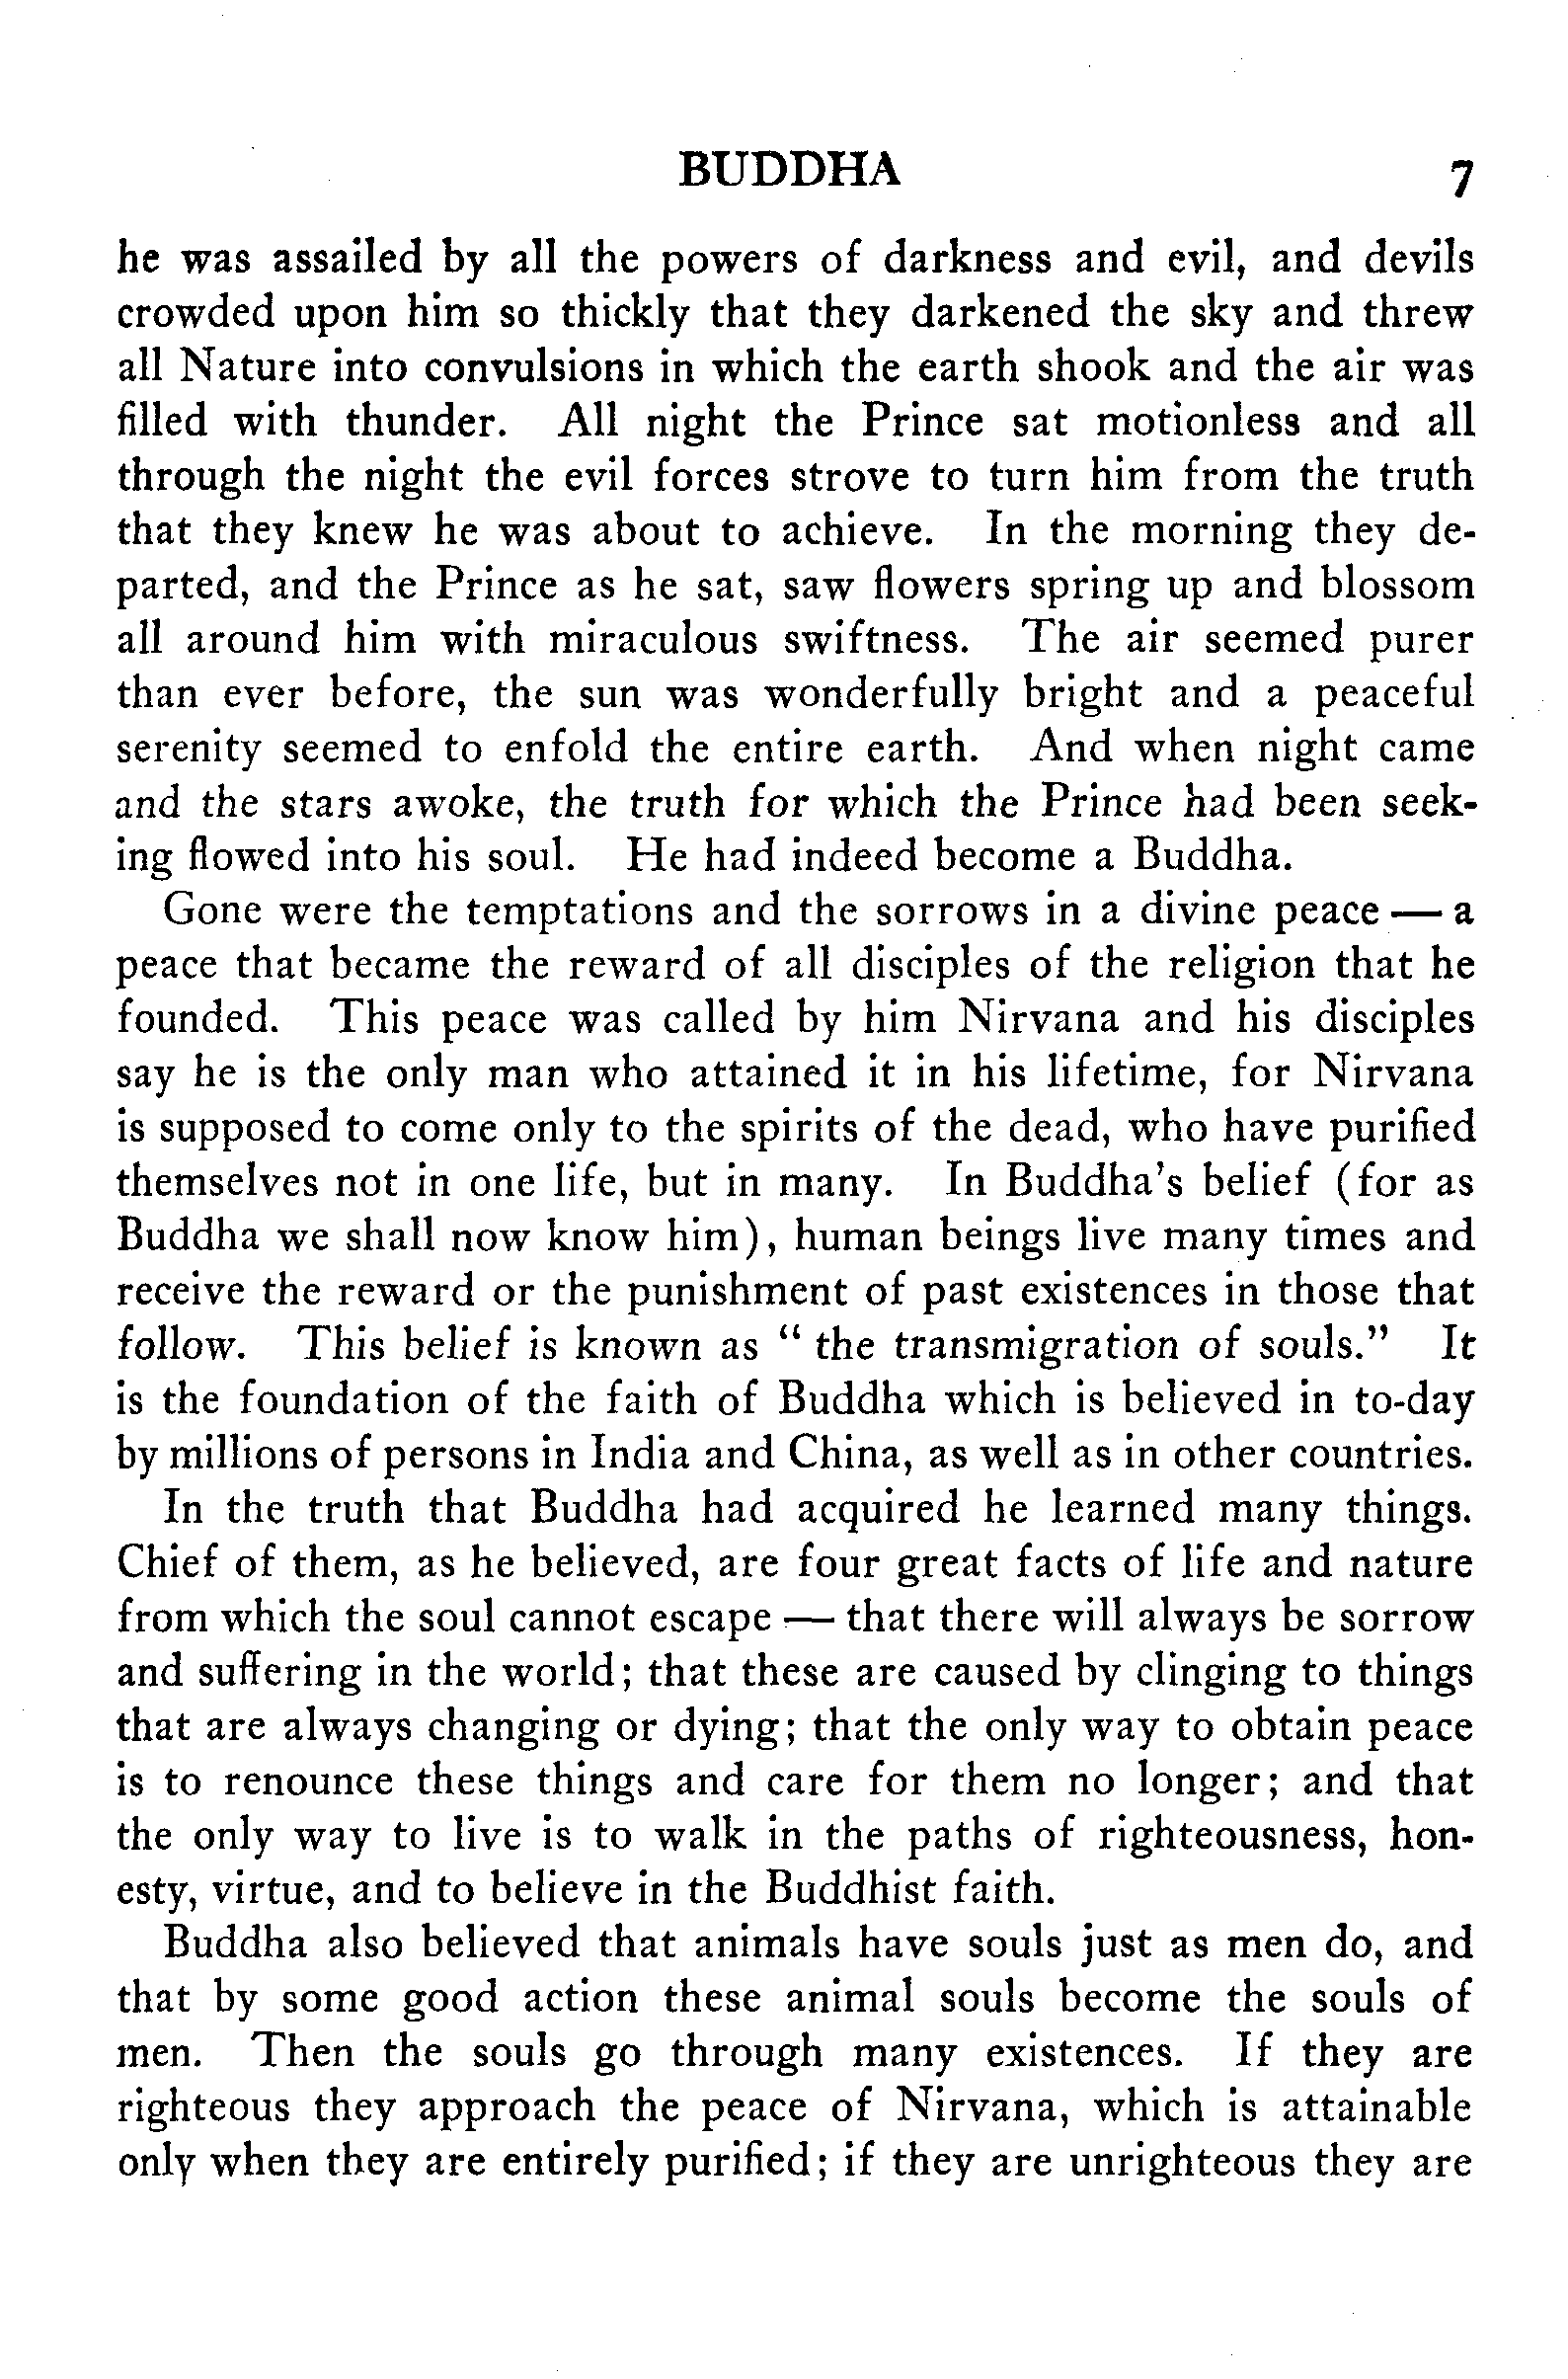 BUDDHA 7
he was assailed by all the powers of darkness and evil, and devils
crowded upon him so thickly that they darkened the sky and threw
all Nature into convulsions in which the earth shook and the air was
filled with thunder. All night the Prince sat motionless and all
through the night the evil forces strove to turn him from the truth
that they knew he was about to achieve. In the morning they de-
parted, and the Prince as he sat, saw flowers spring up and blossom
all around him with miraculous swiftness. The air seemed purer
than ever before, the sun was wonderfully bright and a peaceful
serenity seemed to enfold the entire earth. And when night came
and the stars awoke, the truth for which the Prince had been seek-
ing flowed into his soul. He had indeed become a Buddha.
Gone were the temptations and the sorrows in a divine peace — a
peace that became the reward of all disciples of the religion that he
founded. This peace was called by him Nirvana and his disciples
say he is the only man who attained it in his lifetime, for Nirvana
is supposed to come only to the spirits of the dead, who have purified
themselves not in one life, but in many. In Buddha's belief (for as
Buddha we shall now know him), human beings live many times and
receive the reward or the punishment of past existences in those that
follow. This belief is known as " the transmigration of souls." It
is the foundation of the faith of Buddha which is believed in to-day
by millions of persons in India and China, as well as in other countries.
In the truth that Buddha had acquired he learned many things.
Chief of them, as he believed, are four great facts of life and nature
from which the soul cannot escape — that there will always be sorrow
and suffering in the world; that these are caused by clinging to things
that are always changing or dying; that the only way to obtain peace
is to renounce these things and care for them no longer; and that
the only way to live is to walk in the paths of righteousness, hon-
esty, virtue, and to believe in the Buddhist faith.
Buddha also believed that animals have souls just as men do, and
that by some good action these animal souls become the souls of
men. Then the souls go through many existences. If they are
righteous they approach the peace of Nirvana, which is attainable
only when they are entirely purified; if they are unrighteous they are